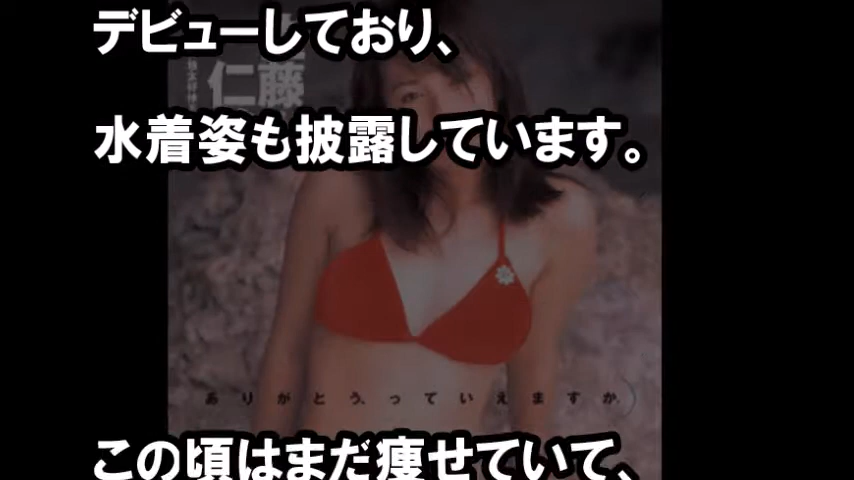 デビューしており、
仁藤
水着姿も披露しています。
ありがとう、っていえますか。
この頃はまだ痩せていて、